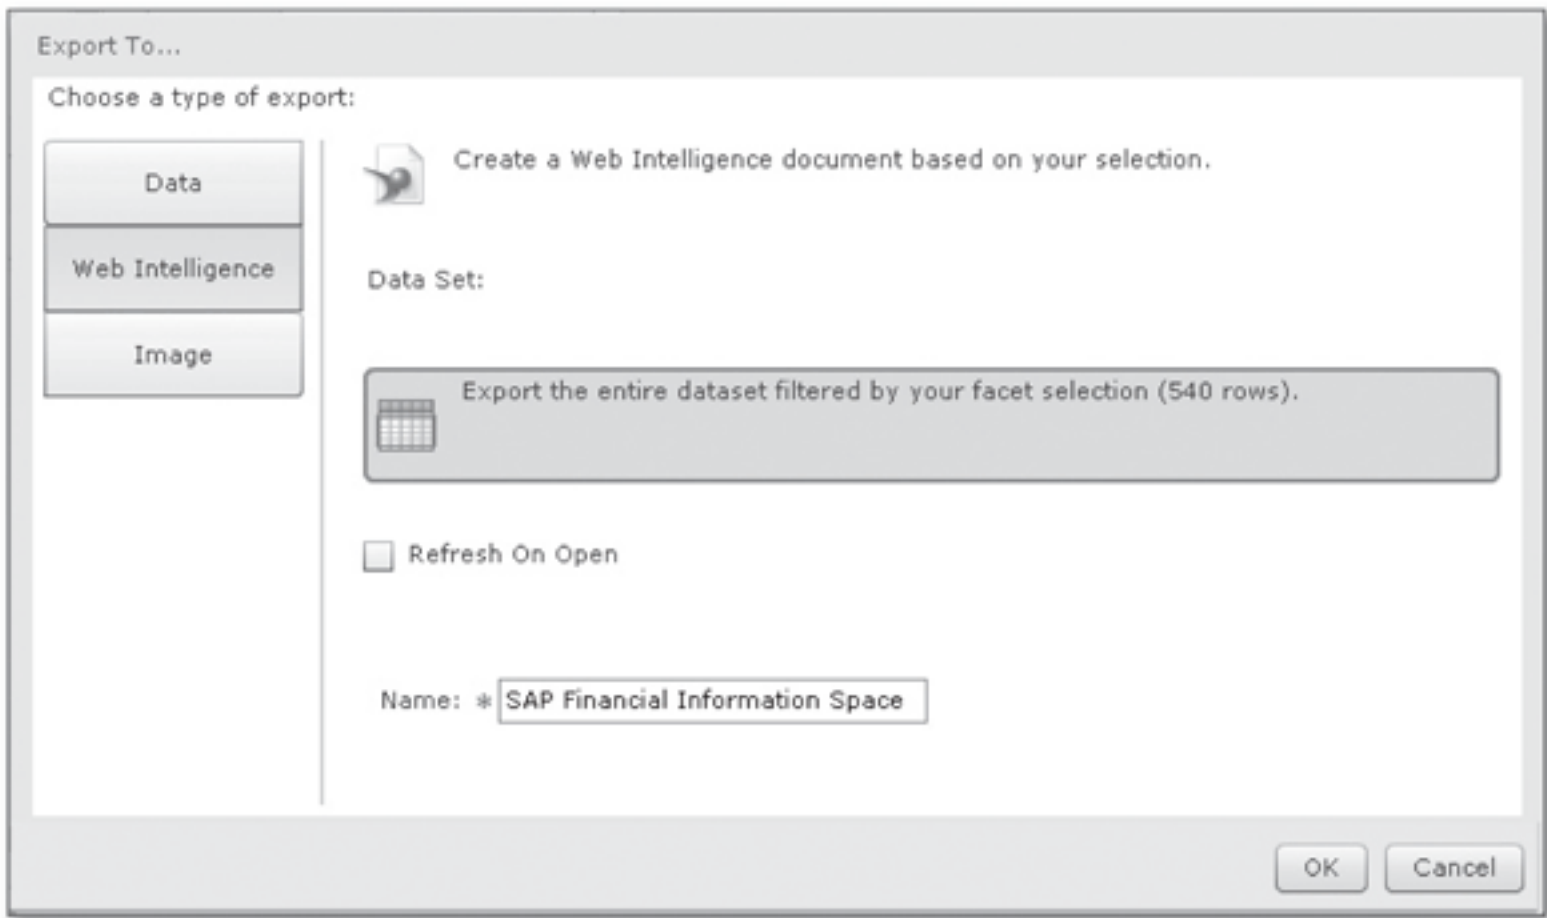 Export To...
Choose a type of export:
Data
Web Intelligence
Image
Create a Web Intelligence document based on your selection.
Data Set:
Export the entire dataset filtered by your facet selection (540 rows).
Refresh On Open
Name: * SAP Financial Information Space
OK
Cancel